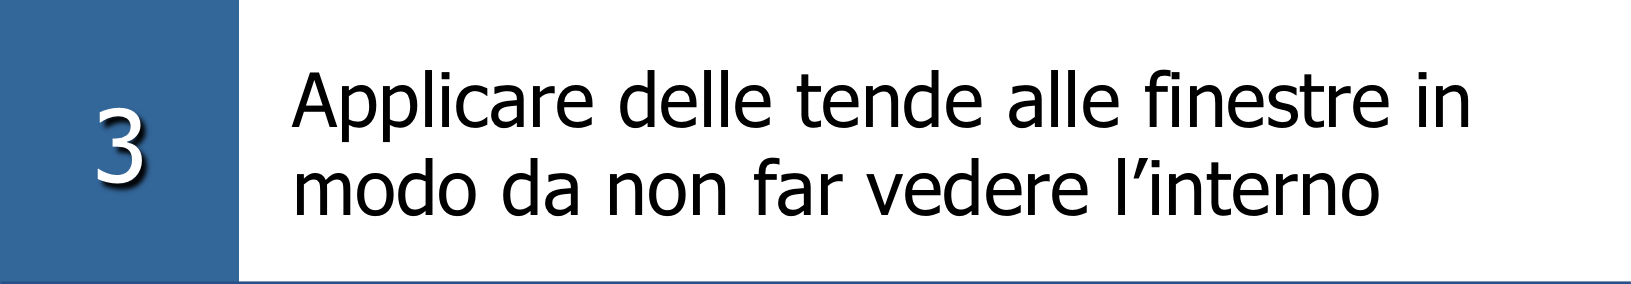 3
Applicare delle tende alle finestre in
modo da non far vedere l’interno